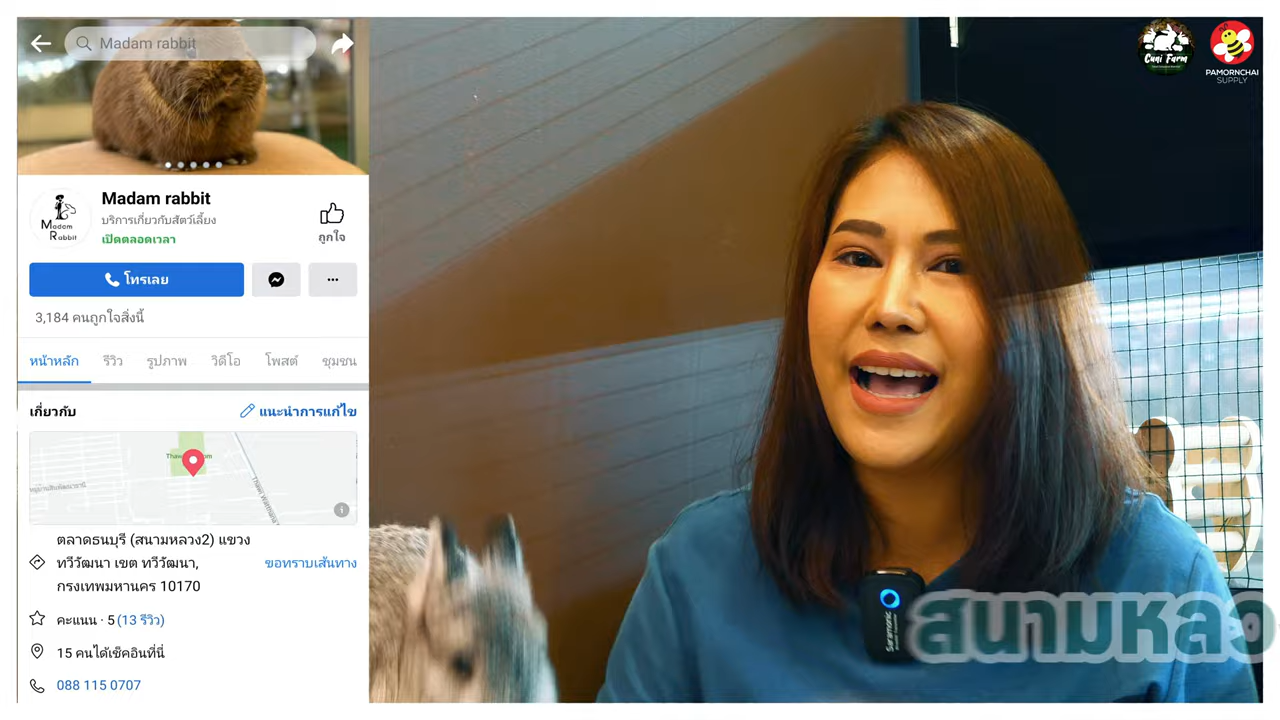 Madam rabbit
Madam rabbit
บริการเกี่ยวกับสัตว์เลี้ยง
เปิดตลอดเวลา
Madam
Rabbit
ถูกใจ
โทรเลย
3,184 คนถูกใจสิ่งนี้
หน้าหลัก รีวิว รูปภาพ วิดีโอ โพสต์ ชุมชน
เกี่ยวกับ
แนะนำการแก้ไข
ตลาดธนบุรี (สนามหลวง2) แขวง
ทวีวัฒนา เขต ทวีวัฒนา,
กรุงเทพมหานคร 10170
ขอทราบเส้นทาง
คะแนน · 5 (13 รีวิว)
15 คนได้เช็คอินที่นี่
088 115 0707
Cuni Farm
PAMORNCHAI
SUPPLY
Saramonic
สนามหลว